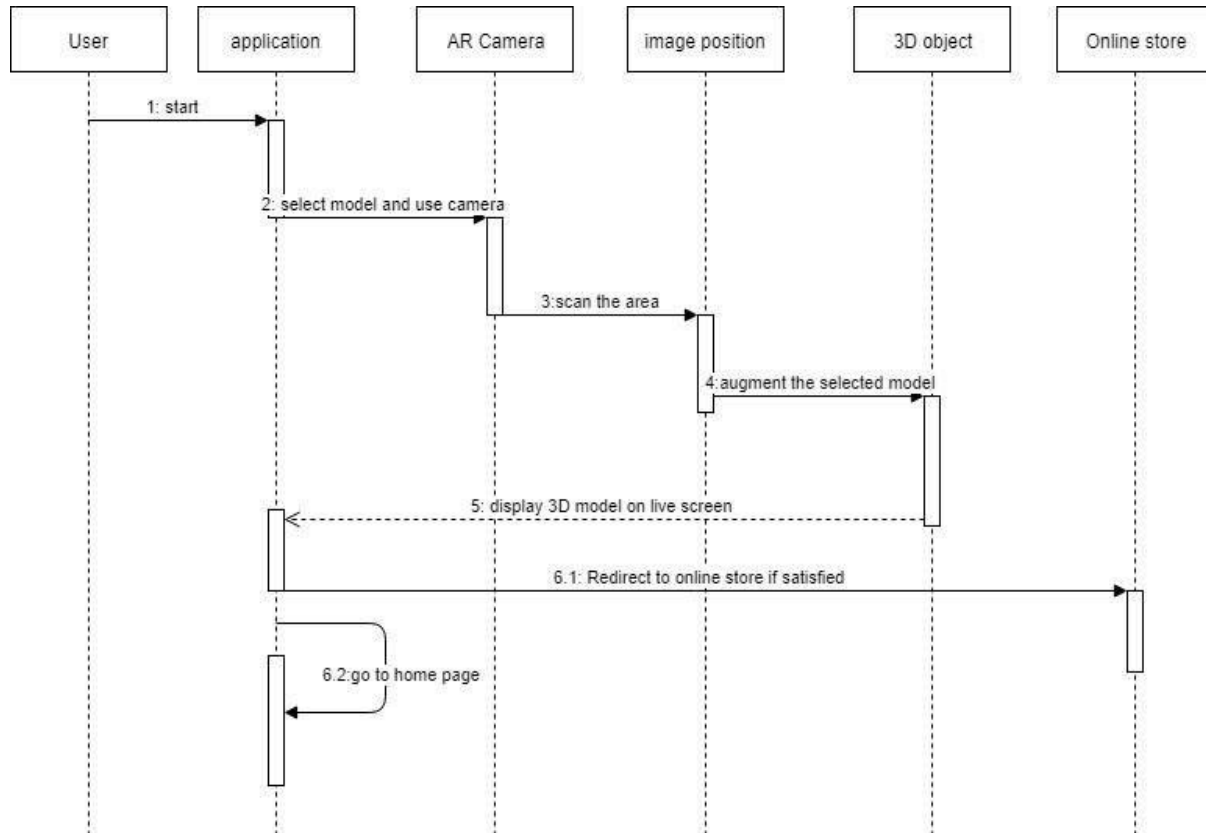 User
application
AR Camera
image position
3D object
Online store
1: start
2: select model and use camera
3:scan the area
4:augment the selected model
5: display 3D model on live screen
6.1: Redirect to online store if satisfied
6.2:go to home page